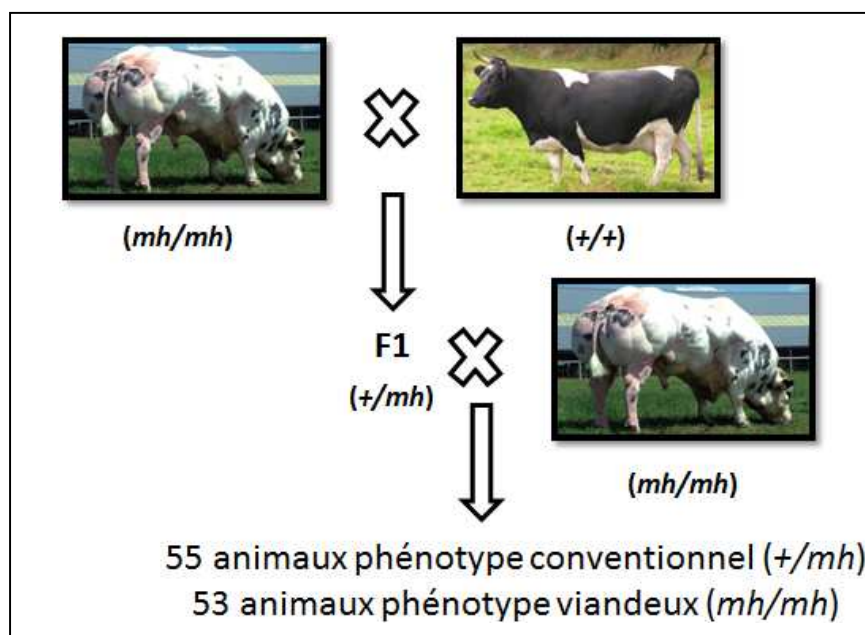 (mh/mh)
(+/+)
F1
(+/mh)
(mh/mh)
55 animaux phénotype conventionnel (+/mh)
53 animaux phénotype viandeux (mh/mh)